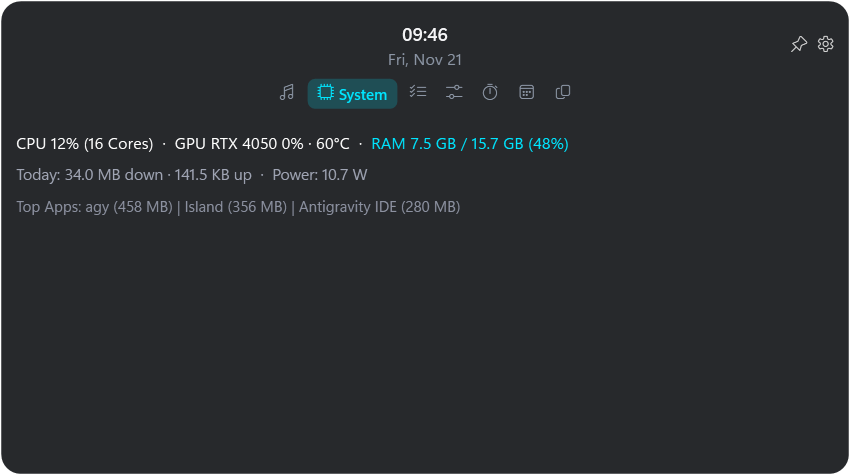 09:46
Fri, Nov 21
System
CPU 12% (16 Cores) · GPU RTX 4050 0% · 60°C · RAM 7.5 GB / 15.7 GB (48%)
Today: 34.0 MB down · 141.5 KB up · Power: 10.7 W
Top Apps: agy (458 MB) | Island (356 MB) | Antigravity IDE (280 MB)